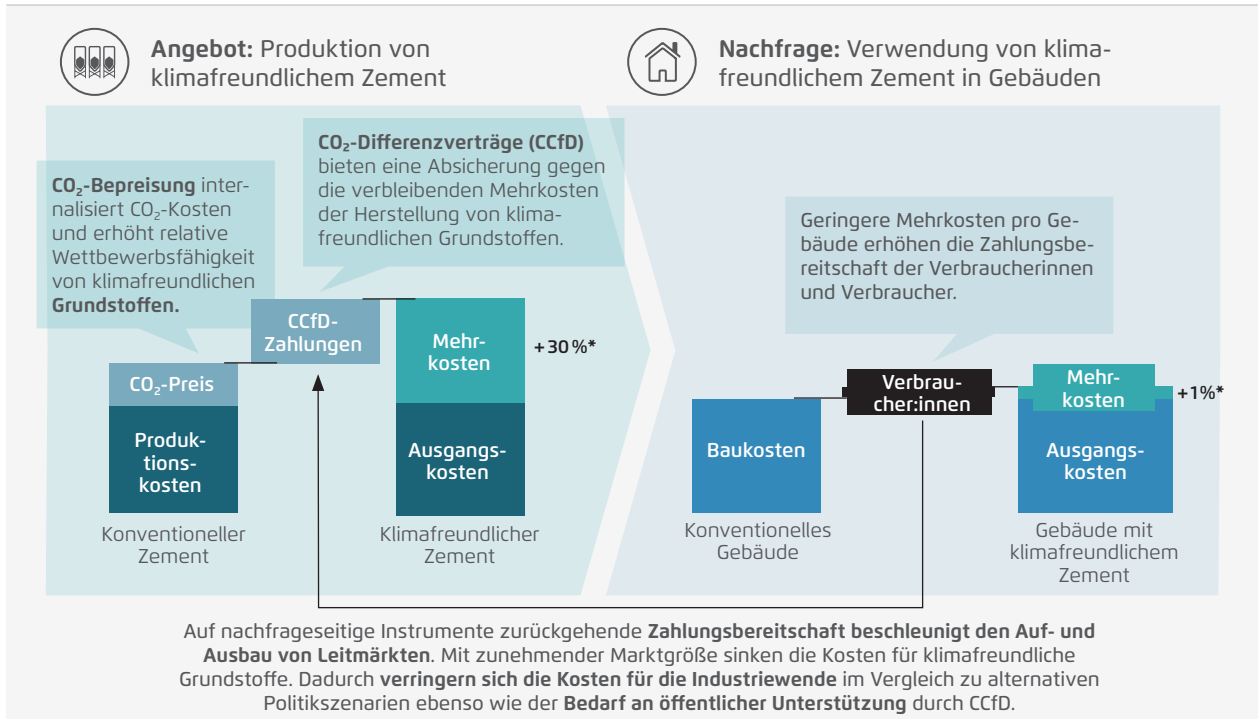 Angebot: Produktion von
klimafreundlichem Zement
Nachfrage: Verwendung von klima-
freundlichem Zement in Gebäuden
CO₂-Bepreisung inter-
nalisiert CO₂-Kosten
und erhöht relative
Wettbewerbsfähigkeit
von klimafreundlichen
Grundstoffen.
CO₂-Differenzverträge (CCfD)
bieten eine Absicherung gegen
die verbleibenden Mehrkosten
der Herstellung von klima-
freundlichen Grundstoffen.
Geringere Mehrkosten pro Ge-
bäude erhöhen die Zahlungsbe-
reitschaft der Verbraucherinnen
und Verbraucher.
CO₂-Preis
Produk-
tions-
kosten
Konventioneller
Zement
CCfD-
Zahlungen
Mehr-
kosten
+30 %*
Ausgangs-
kosten
Klimafreundlicher
Zement
Baukosten
Konventionelles
Gebäude
Verbrau-
cher:innen
Mehr-
kosten
+1%*
Ausgangs-
kosten
Gebäude mit
klimafreundlichem
Zement
Auf nachfrageseitige Instrumente zurückgehende Zahlungsbereitschaft beschleunigt den Auf- und
Ausbau von Leitmärkten. Mit zunehmender Marktgröße sinken die Kosten für klimafreundliche
Grundstoffe. Dadurch verringern sich die Kosten für die Industriewende im Vergleich zu alternativen
Politikszenarien ebenso wie der Bedarf an öffentlicher Unterstützung durch CCfD.